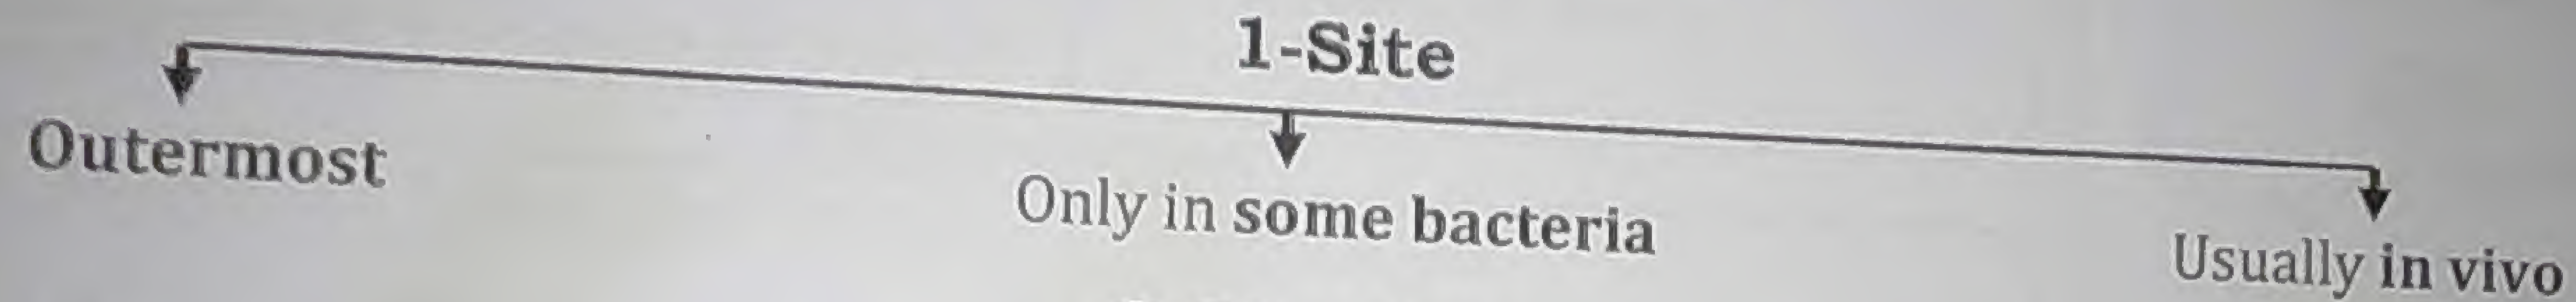 1-Site
Outermost
Only in some bacteria
Usually in vivo